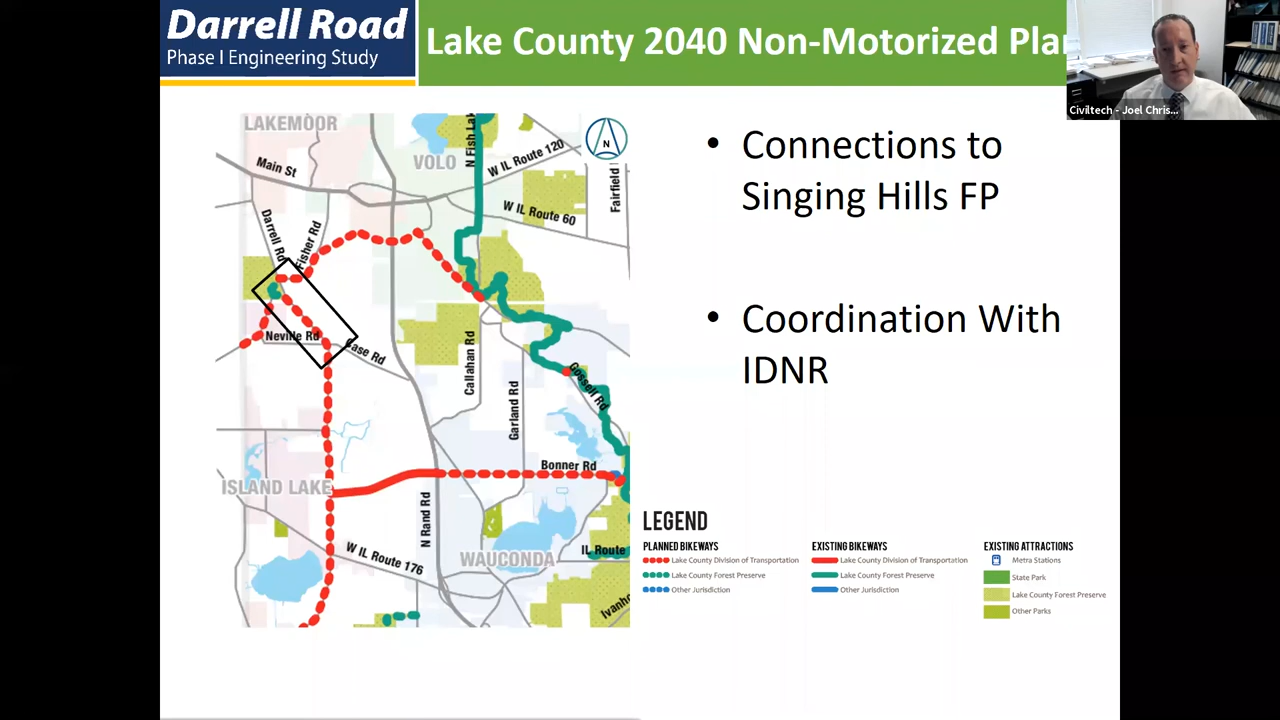 Darrell Road
Phase I Engineering Study
Lake County 2040 Non-Motorized Pla
Civiltech - Joel Chris...
• Connections to
Singing Hills FP
• Coordination With
IDNR
LAKEMOOR
Main St
VOLO
N Fish Lak
W IL Route 120
N
Fairfield
W IL Route 60
Darrell Rd
Fisher Rd
Neville Rd
Case Rd
Callahan Rd
Gossell Rd
Garland Rd
Bonner Rd
ISLAND LAKE
N Rand Rd
W IL Route 176
WAUCONDA
IL Route
Ivanho
LEGEND
PLANNED BIKEWAYS
Lake County Division of Transportation
Lake County Forest Preserve
Other Jurisdiction
EXISTING BIKEWAYS
Lake County Division of Transportation
Lake County Forest Preserve
Other Jurisdiction
EXISTING ATTRACTIONS
Metra Stations
State Park
Lake County Forest Preserve
Other Parks